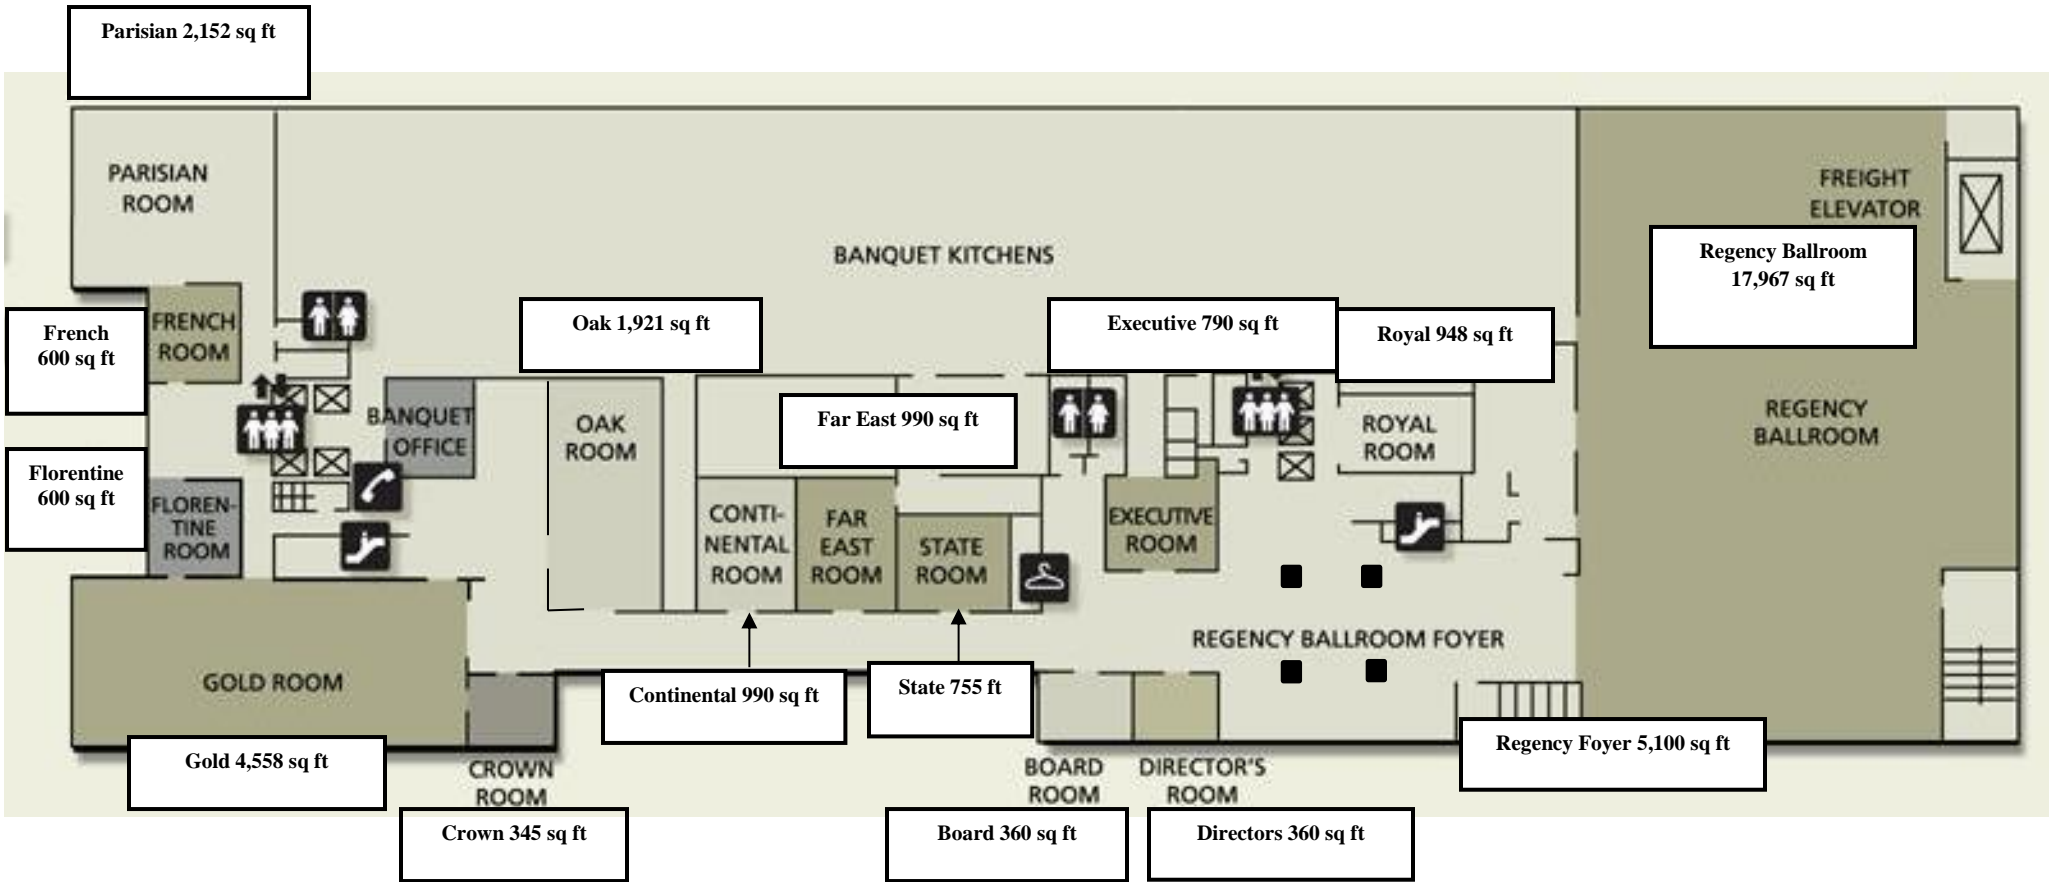 Parisian 2,152 sq ft
PARISIAN
ROOM
FREIGHT
ELEVATOR
BANQUET KITCHENS
Regency Ballroom
17,967 sq ft
French
600 sq ft
FRENCH
ROOM
Oak 1,921 sq ft
Executive 790 sq ft
Royal 948 sq ft
BANQUET
OFFICE
OAK
ROOM
Far East 990 sq ft
ROYAL
ROOM
REGENCY
BALLROOM
Florentine
600 sq ft
FLOREN-
TINE
ROOM
CONTI-
NENTAL
ROOM
FAR
EAST
ROOM
STATE
ROOM
EXECUTIVE
ROOM
REGENCY BALLROOM FOYER
GOLD ROOM
Continental 990 sq ft
State 755 ft
Gold 4,558 sq ft
Regency Foyer 5,100 sq ft
CROWN
ROOM
BOARD
ROOM
DIRECTOR'S
ROOM
Crown 345 sq ft
Board 360 sq ft
Directors 360 sq ft